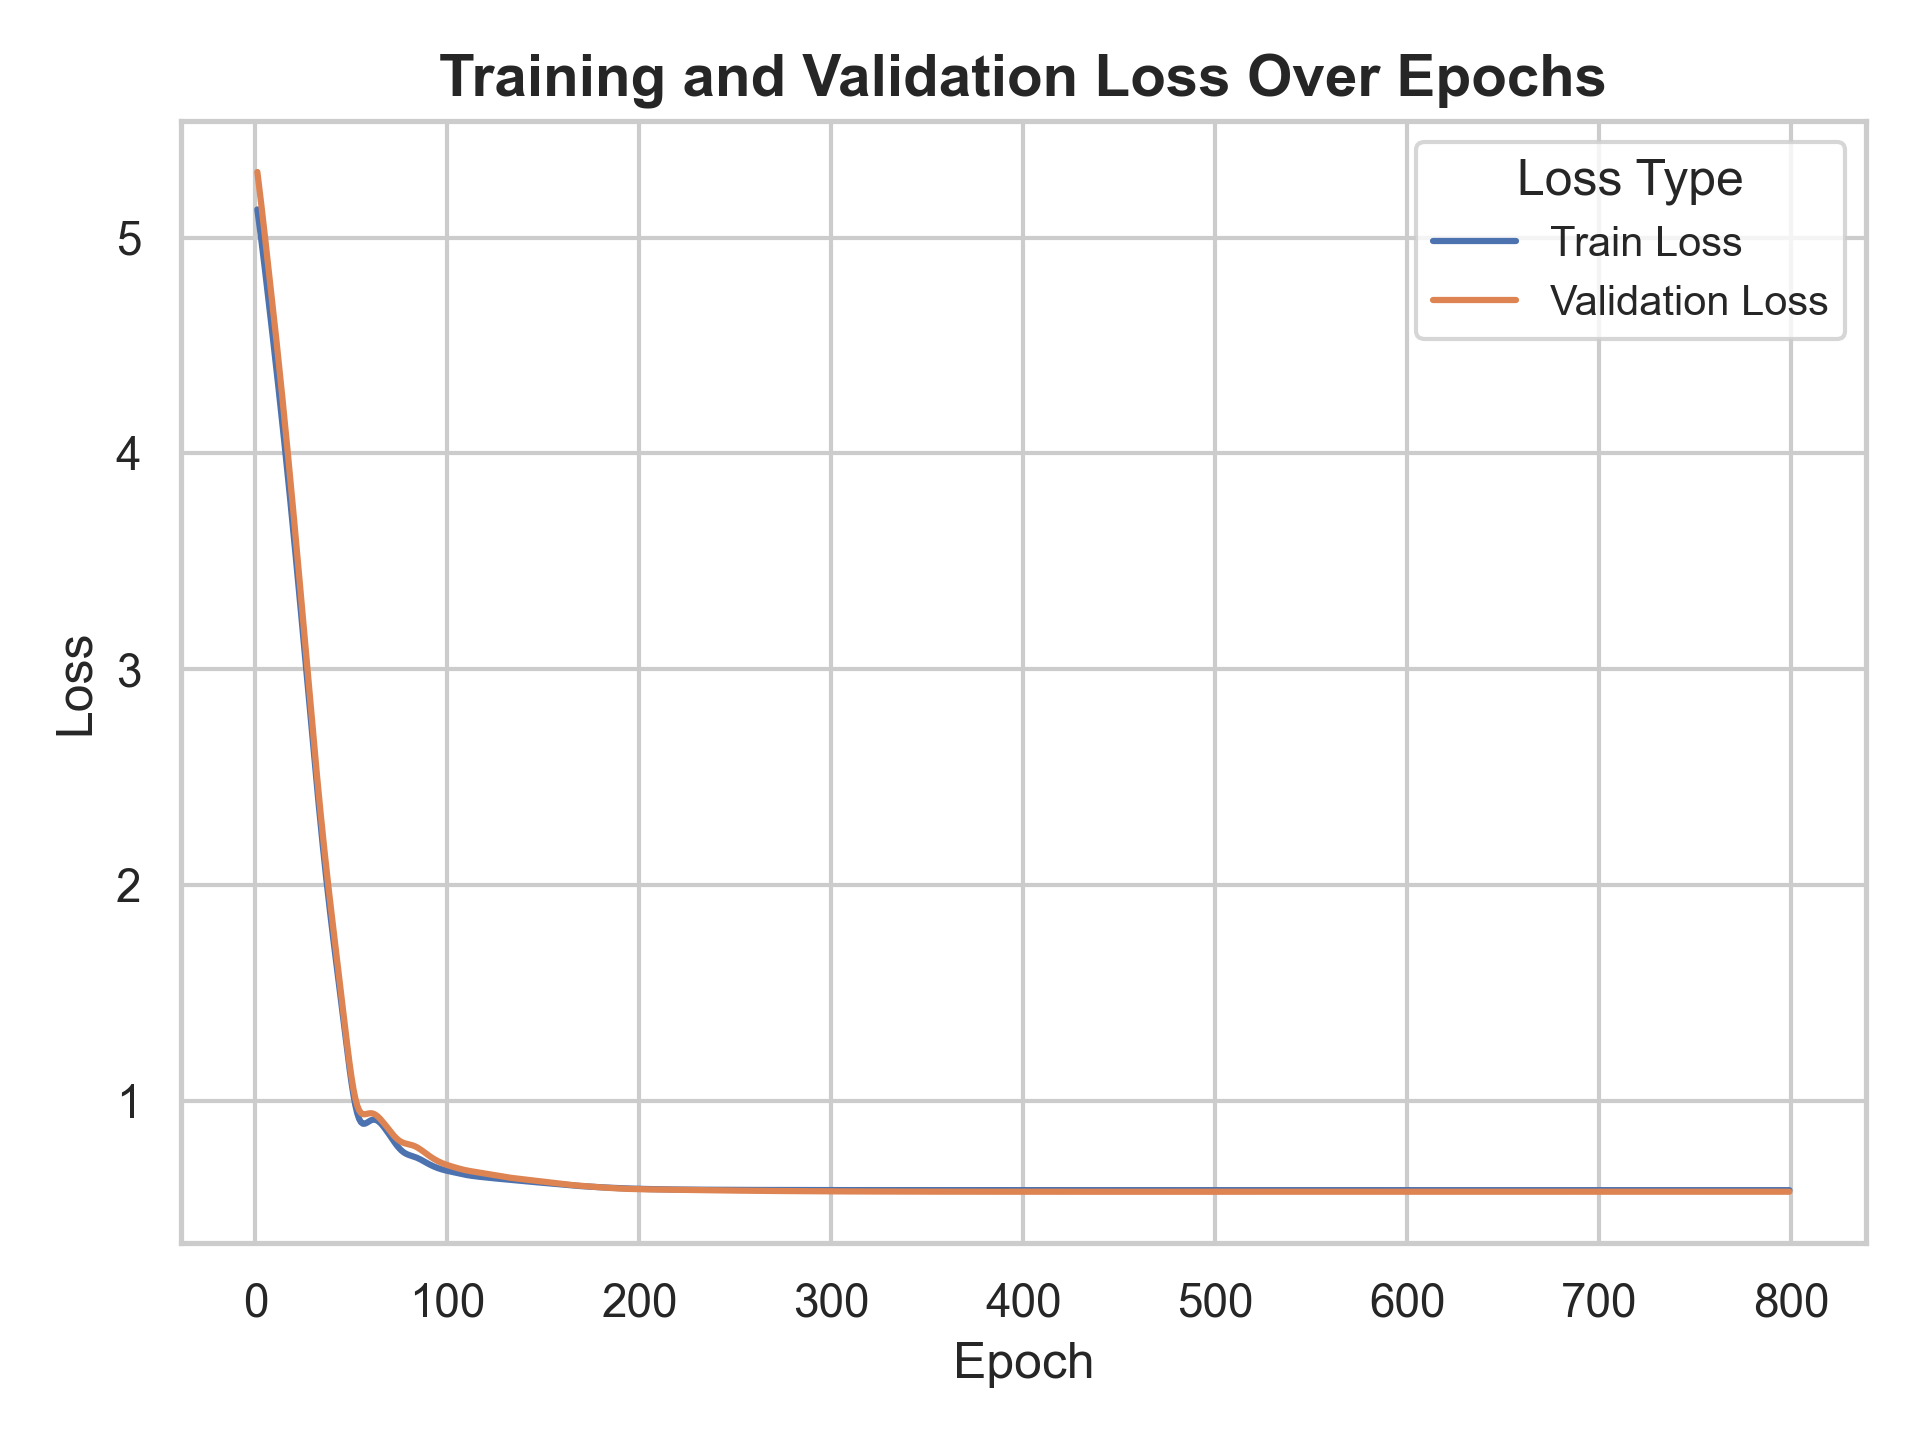 Training and Validation Loss Over Epochs
Loss Type
Train Loss
Validation Loss
Loss
5
4
3
2
1
0 100 200 300 400 500 600 700 800
Epoch